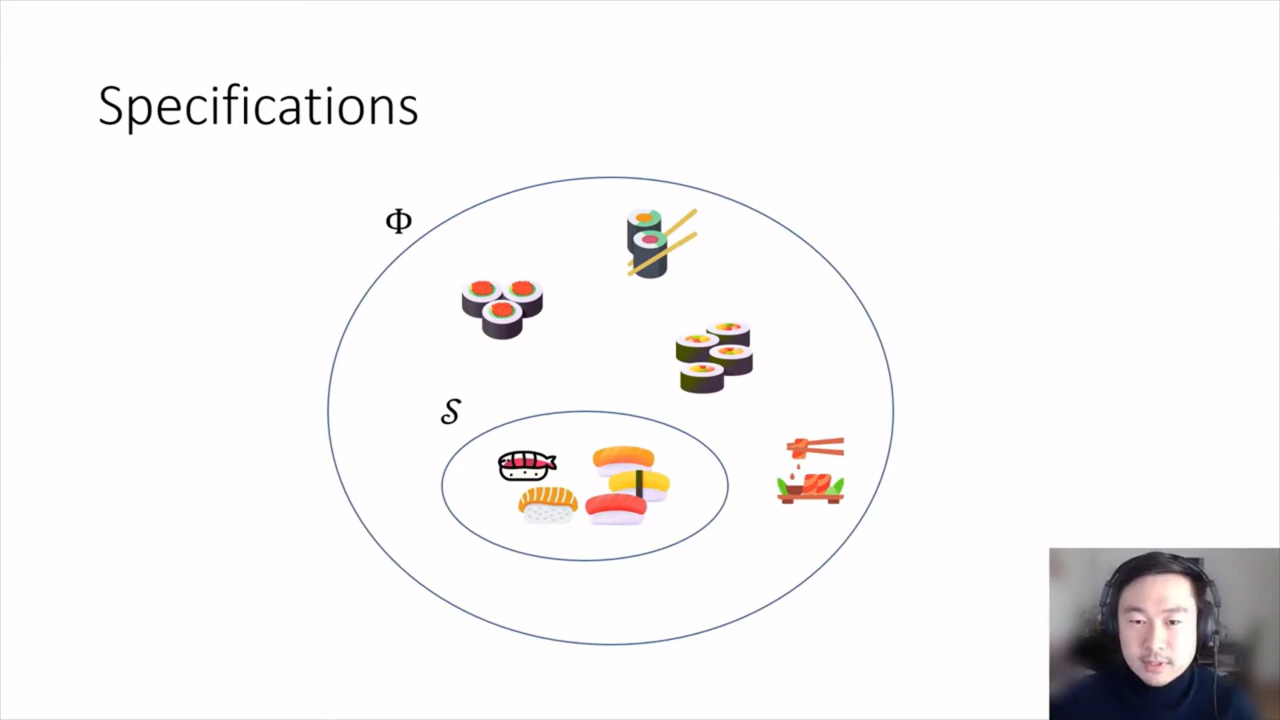 Specifications
Φ
𝒮